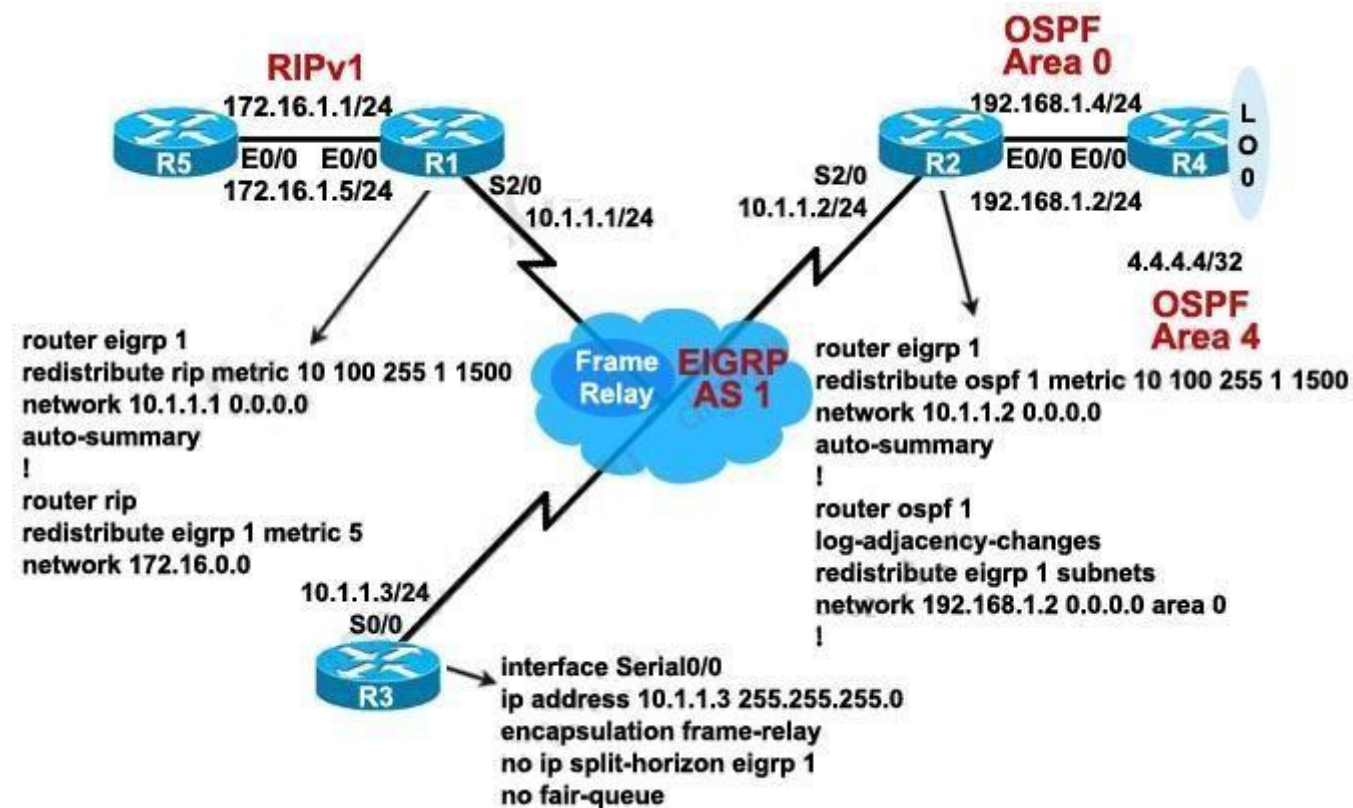 RIPv1
172.16.1.1/24
R5
E0/0
E0/0
R1
172.16.1.5/24
S2/0
10.1.1.1/24
OSPF
Area 0
192.168.1.4/24
R2
E0/0
E0/0
R4
L
O
0
S2/0
10.1.1.2/24
192.168.1.2/24
4.4.4.4/32
OSPF
Area 4
Frame
Relay
EIGRP
AS 1
router eigrp 1
redistribute rip metric 10 100 255 1 1500
network 10.1.1.1 0.0.0.0
auto-summary
!
router rip
redistribute eigrp 1 metric 5
network 172.16.0.0
router eigrp 1
redistribute ospf 1 metric 10 100 255 1 1500
network 10.1.1.2 0.0.0.0
auto-summary
!
router ospf 1
log-adjacency-changes
redistribute eigrp 1 subnets
network 192.168.1.2 0.0.0.0 area 0
!
10.1.1.3/24
S0/0
R3
interface Serial0/0
ip address 10.1.1.3 255.255.255.0
encapsulation frame-relay
no ip split-horizon eigrp 1
no fair-queue